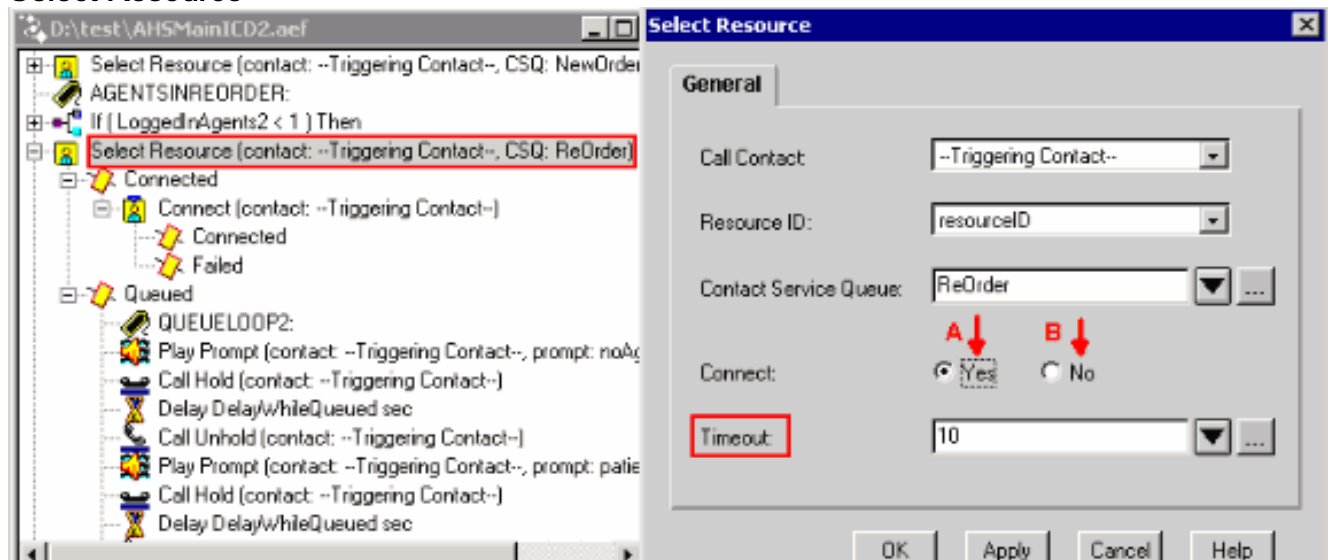 Select Resource
D:\test\AHSMainICD2.aef
Select Resource (contact: --Triggering Contact--, CSQ: NewOrder
AGENTSINREORDER:
If ( LoggedInAgents2 < 1 ) Then
Select Resource (contact: --Triggering Contact--, CSQ: ReOrder)
Connected
Connect (contact: --Triggering Contact--)
Connected
Failed
Queued
QUEUELOOP2:
Play Prompt (contact: --Triggering Contact--, prompt: noAg
Call Hold (contact: --Triggering Contact--)
Delay DelayWhileQueued sec
Call Unhold (contact: --Triggering Contact--)
Play Prompt (contact: --Triggering Contact--, prompt: patie
Call Hold (contact: --Triggering Contact--)
Delay DelayWhileQueued sec
Select Resource
General
Call Contact: --Triggering Contact--
Resource ID: resourceID
Contact Service Queue: ReOrder ...
A B
Connect: Yes No
Timeout: 10 ...
OK Apply Cancel Help